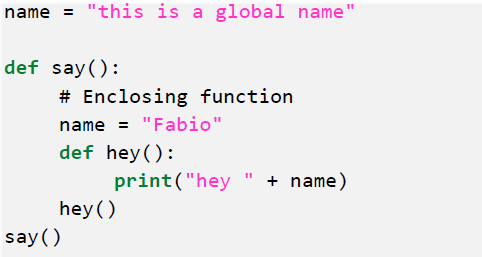 name = "this is a global name"

def say():
    # Enclosing function
    name = "Fabio"
    def hey():
        print("hey " + name)
    hey()
say()